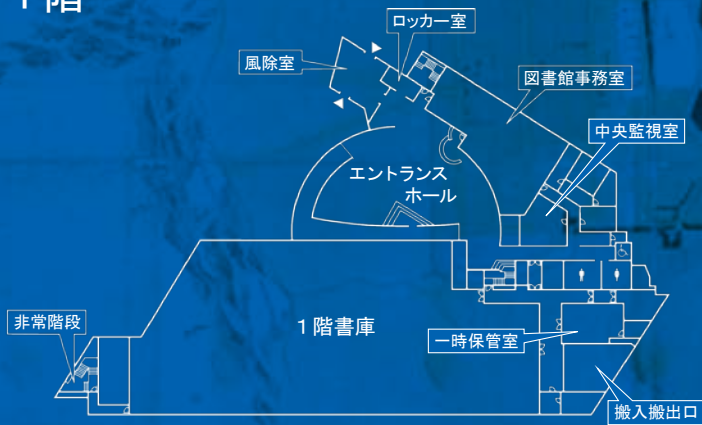 1階
ロッカー室
風除室
図書館事務室
中央監視室
エントランス
ホール
非常階段
1階書庫
一時保管室
搬入搬出口